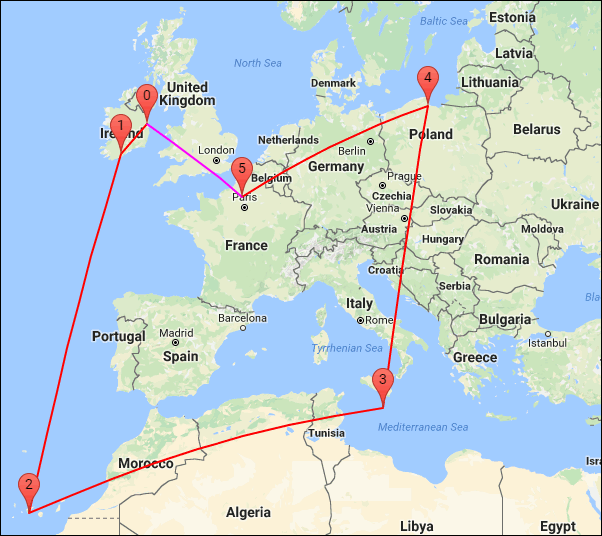 Estonia
Baltic Sea
Latvia
North Sea
Denmark
Lithuania
4
0
United
Kingdom
1
Ireland
Poland
Belarus
London
Netherlands
Berlin
Germany
5
Belgium
Prague
Paris
Czechia
Ukraine
Vienna
Slovakia
Austria
Moldova
France
Hungary
Croatia
Romania
Serbia
Bla
Italy
Barcelona
Rome
Bulgaria
Portugal
Madrid
Spain
Istanbul
Tyrrhenian Sea
Greece
3
Mediterranean Sea
Tunisia
Morocco
Isra
2
Algeria
Libya
Egypt